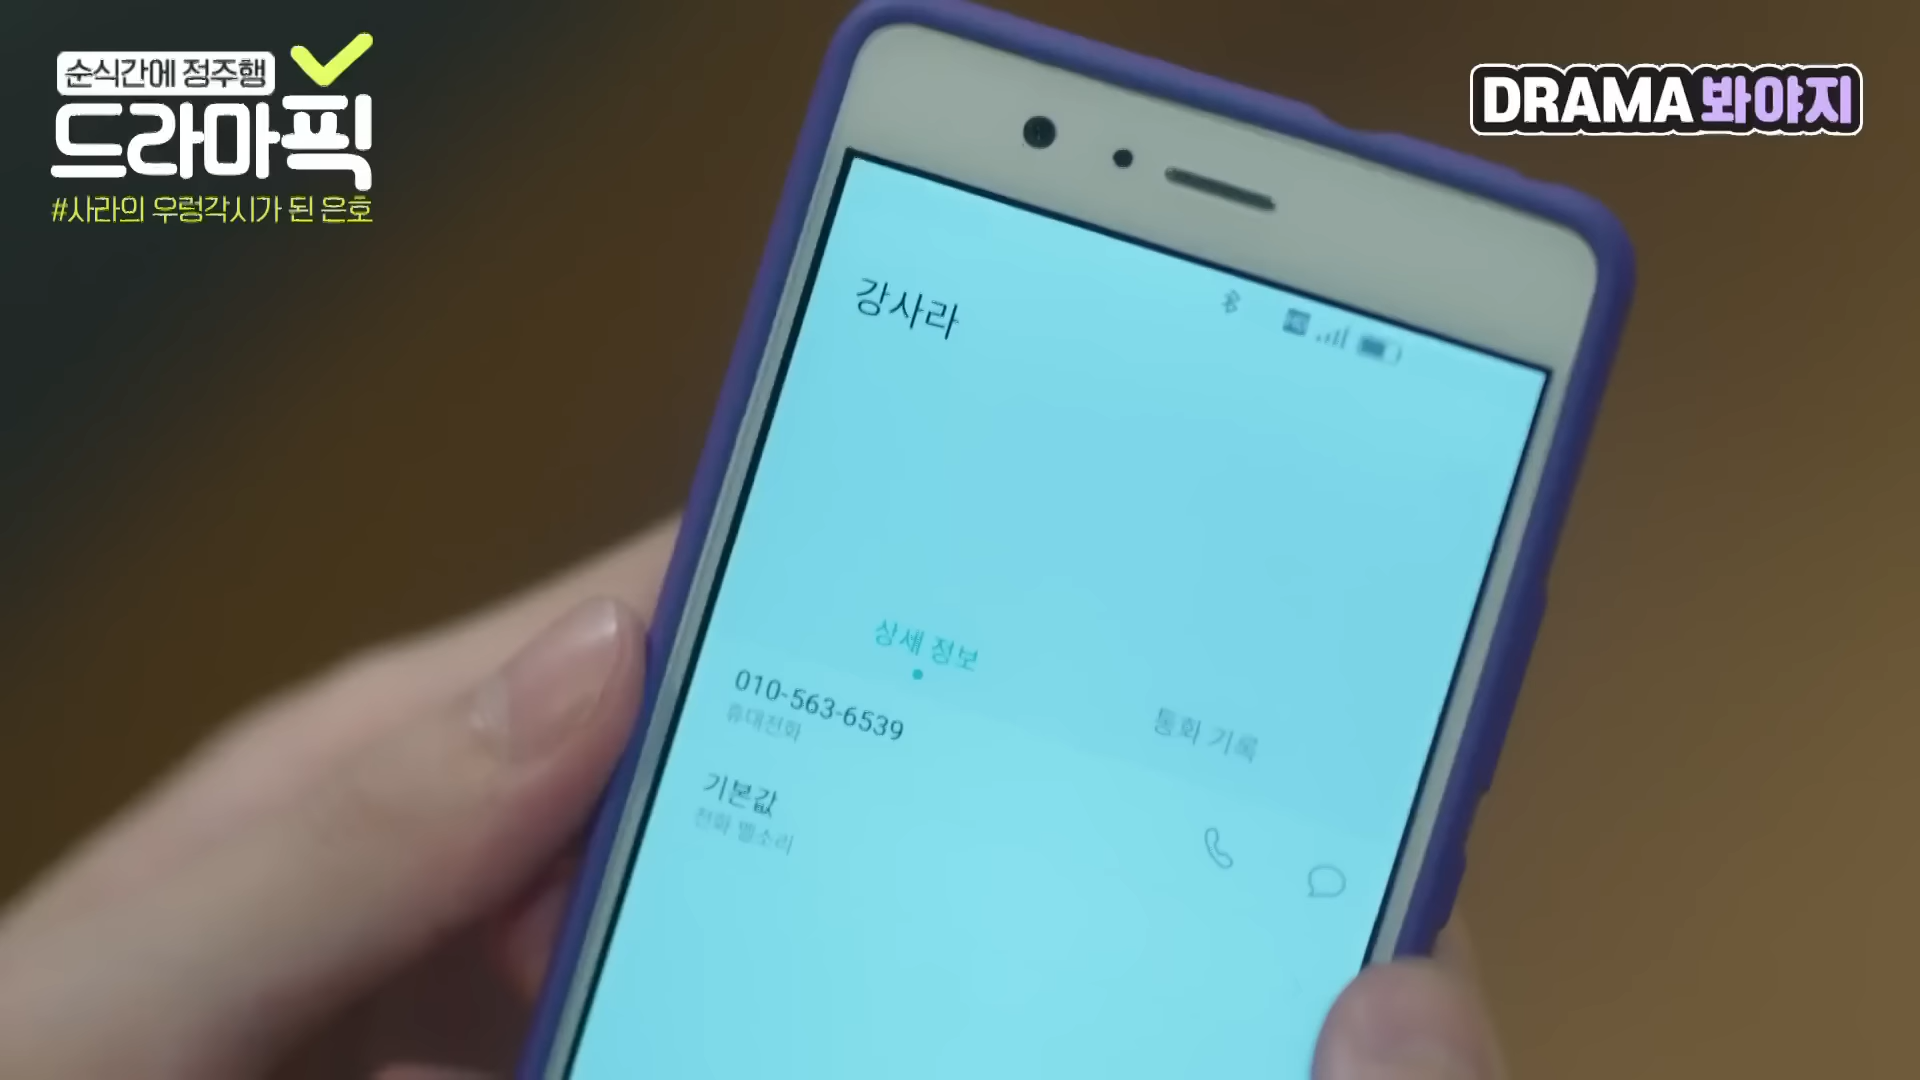 순식간에 정주행
드라마픽
#사라의 우렁각시가 된 은호
DRAMA 봐야지
강사라
상세 정보
통화 기록
010-563-6539
휴대전화
기본값
전화 벨소리